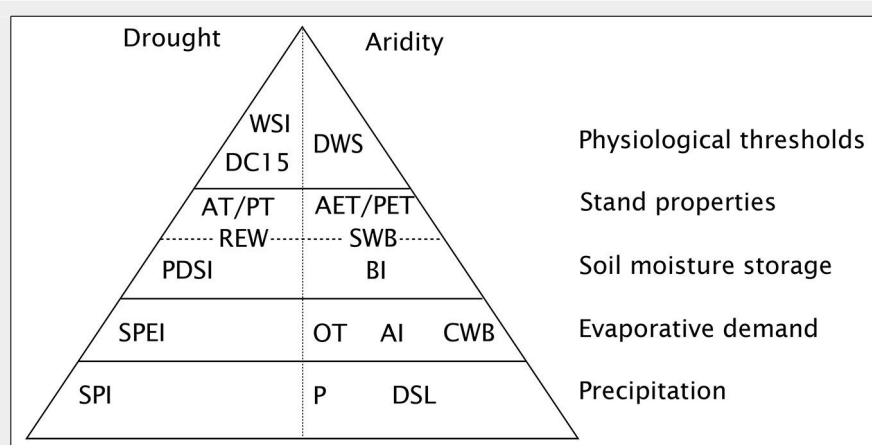 Drought Aridity
WSI
DWS Physiological thresholds
DC15
AT/PT AET/PET Stand properties
REW SWB
PDSI BI Soil moisture storage
SPEI OT AI CWB Evaporative demand
SPI P DSL Precipitation